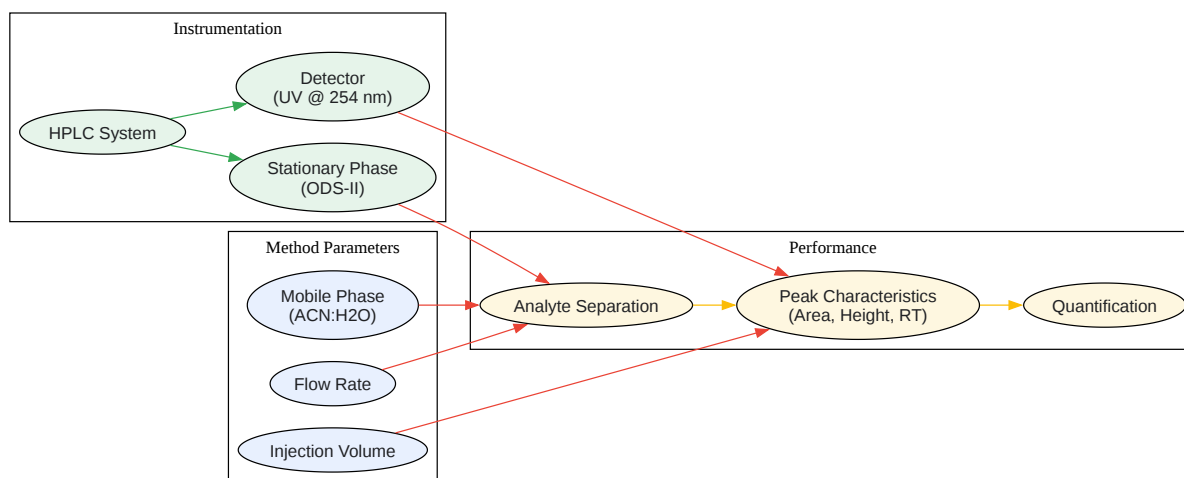 Instrumentation
Detector
(UV @ 254 nm)
HPLC System
Stationary Phase
(ODS-II)
Method Parameters
Mobile Phase
(ACN:H2O)
Flow Rate
Injection Volume
Performance
Analyte Separation
Peak Characteristics
(Area, Height, RT)
Quantification